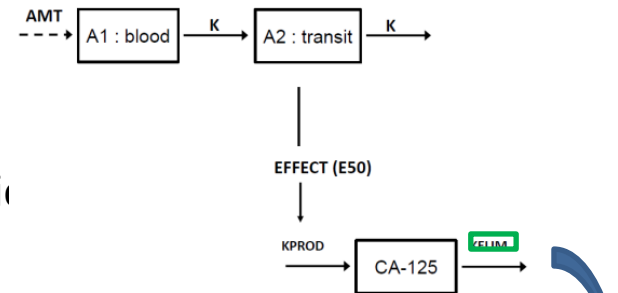 AMT
A1 : blood
K
A2 : transit
K
EFFECT (E50)
KPROD
CA-125